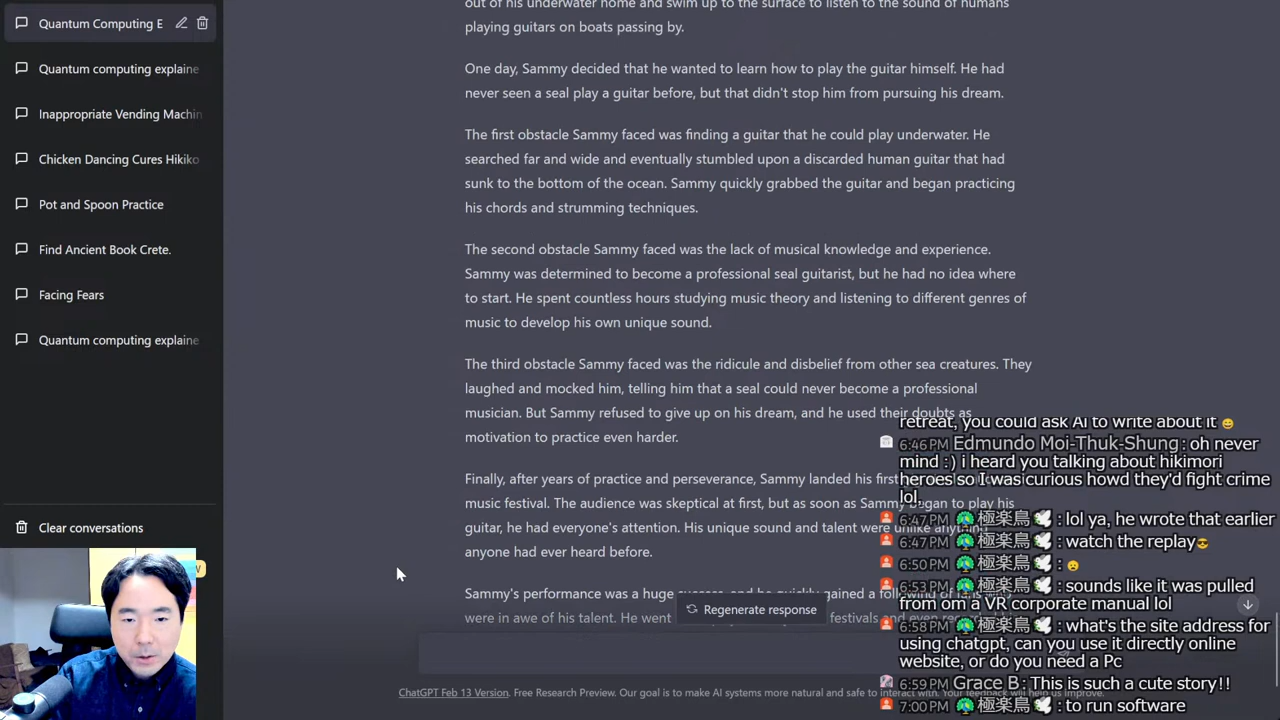 Quantum Computing E
Quantum computing explaine
Inappropriate Vending Machin
Chicken Dancing Cures Hikiko
Pot and Spoon Practice
Find Ancient Book Crete.
Facing Fears
Quantum computing explaine
Clear conversations
out of his underwater home and swim up to the surface to listen to the sound of humans
playing guitars on boats passing by.
One day, Sammy decided that he wanted to learn how to play the guitar himself. He had
never seen a seal play a guitar before, but that didn't stop him from pursuing his dream.
The first obstacle Sammy faced was finding a guitar that he could play underwater. He
searched far and wide and eventually stumbled upon a discarded human guitar that had
sunk to the bottom of the ocean. Sammy quickly grabbed the guitar and began practicing
his chords and strumming techniques.
The second obstacle Sammy faced was the lack of musical knowledge and experience.
Sammy was determined to become a professional seal guitarist, but he had no idea where
to start. He spent countless hours studying music theory and listening to different genres of
music to develop his own unique sound.
The third obstacle Sammy faced was the ridicule and disbelief from other sea creatures. They
laughed and mocked him, telling him that a seal could never become a professional
musician. But Sammy refused to give up on his dream, and he used their doubts as
motivation to practice even harder.
Finally, after years of practice and perseverance, Sammy landed his first
music festival. The audience was skeptical at first, but as soon as Sammy began to play his
guitar, he had everyone's attention. His unique sound and talent were unlike
anyone had ever heard before.
Sammy's performance was a huge
were in awe of his talent. He went festivals and even
Regenerate response
ChatGPT Feb 13 Version. Free Research Preview. Our goal is to make AI systems more natural and safe to interact with. Your feedback will help us improve.
retreat, you could ask AI to write about it 😄
6:46 PM Edmundo Moi-Thuk-Shung: oh never
mind :) i heard you talking about hikimori
heroes so I was curious howd they'd fight crime
lol.
6:47 PM 🦚極楽鳥🕊: lol ya, he wrote that earlier
6:47 PM 🦚極楽鳥🕊: watch the replay😎
6:50 PM 🦚極楽鳥🕊: 😟
6:53 PM 🦚極楽鳥🕊: sounds like it was pulled
from om a VR corporate manual lol
6:58 PM 🦚極楽鳥🕊: what's the site address for
using chatgpt, can you use it directly online
website, or do you need a Pc
6:59 PM Grace B: This is such a cute story!!
7:00 PM 🦚極楽鳥🕊: to run software